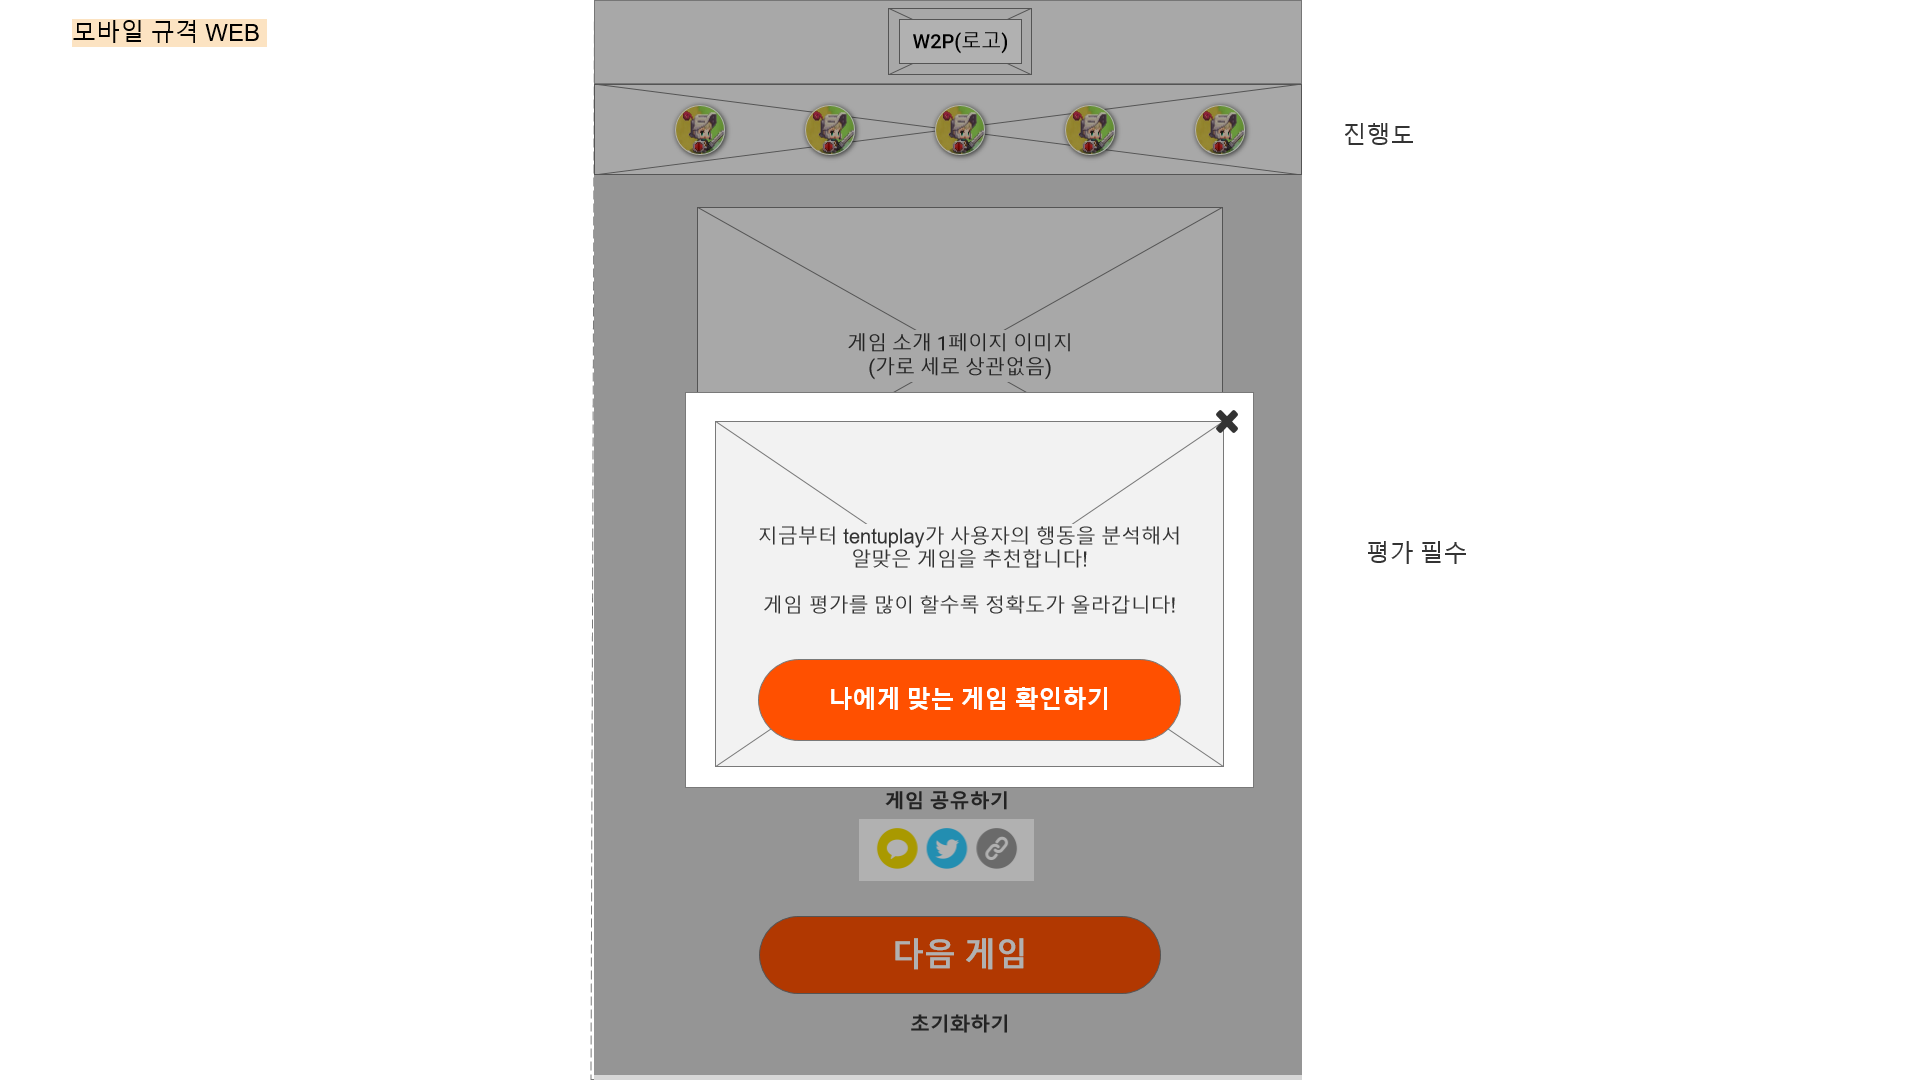 모바일 규격 WEB
W2P(로고)
진행도
게임 소개 1페이지 이미지
(가로 세로 상관없음)
지금부터 tentuplay가 사용자의 행동을 분석해서
알맞은 게임을 추천합니다!
게임 평가를 많이 할수록 정확도가 올라갑니다!
평가 필수
나에게 맞는 게임 확인하기
게임 공유하기
다음 게임
초기화하기